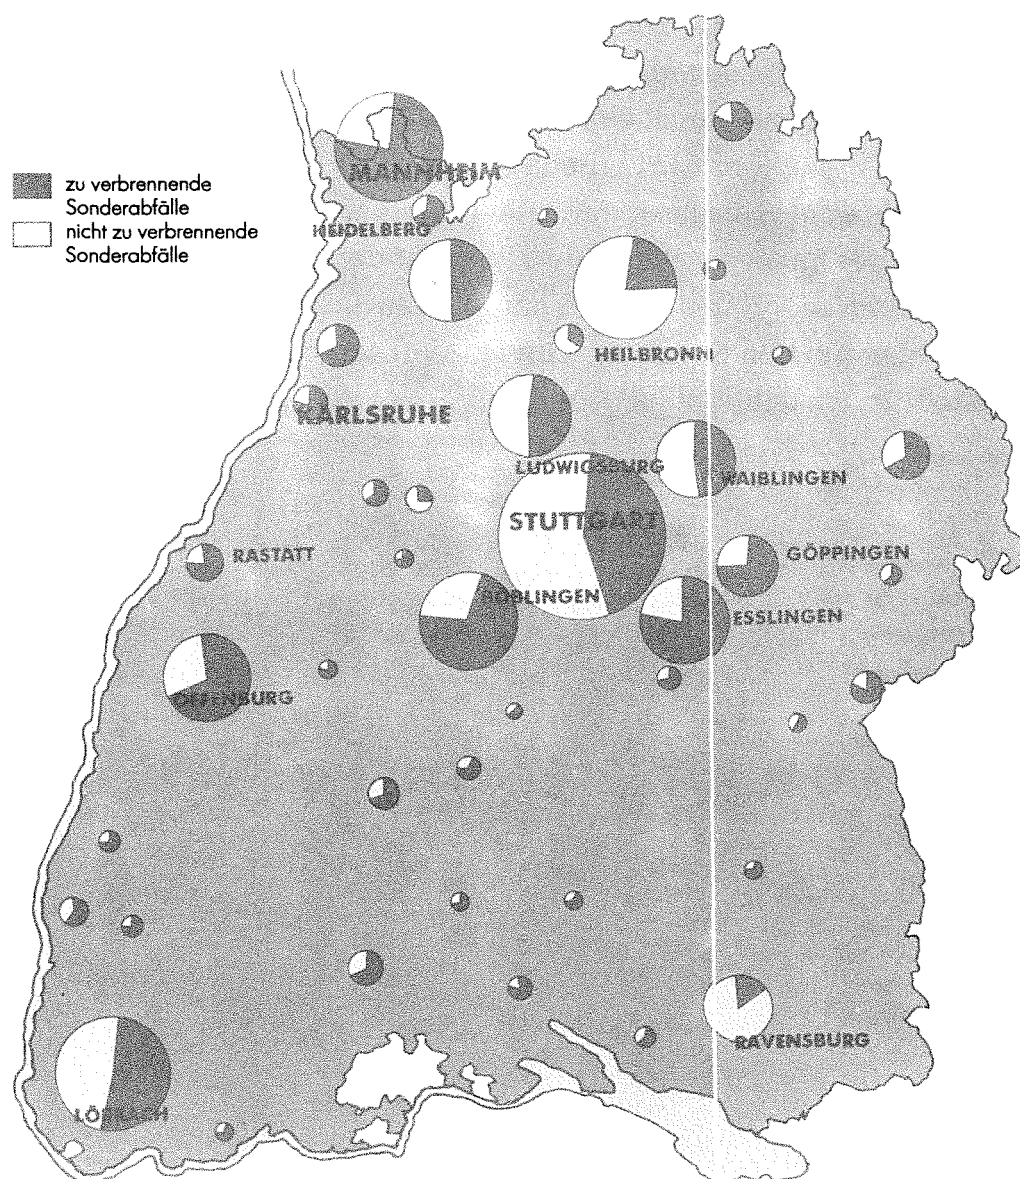 zu verbrennende
Sonderabfälle
nicht zu verbrennende
Sonderabfälle
MANNHEIM
HEIDELBERG
HEILBRONN
KARLSRUHE
LUDWIGSBURG
WAIBLINGEN
STUTTGART
RASTATT
GÖPPINGEN
BÖBLINGEN
ESSLINGEN
OFFENBURG
RAVENSBURG
LÖRRACH